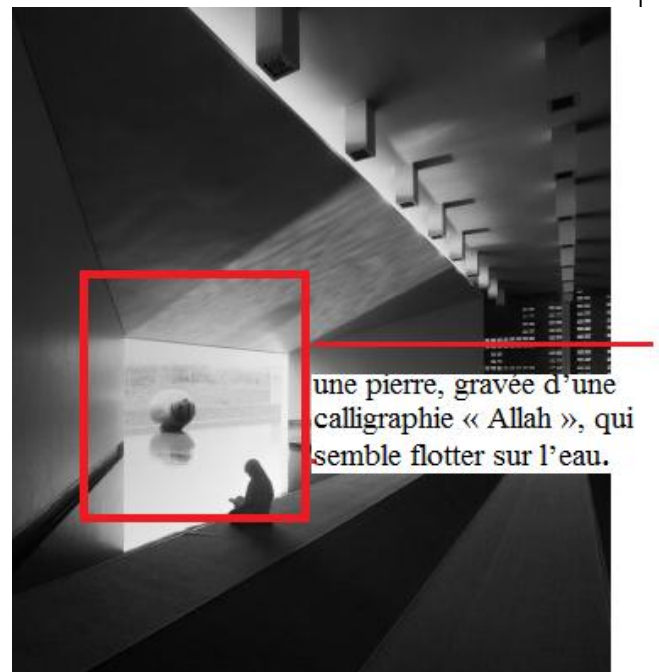 une pierre, gravée d’une
calligraphie « Allah », qui
semble flotter sur l’eau.